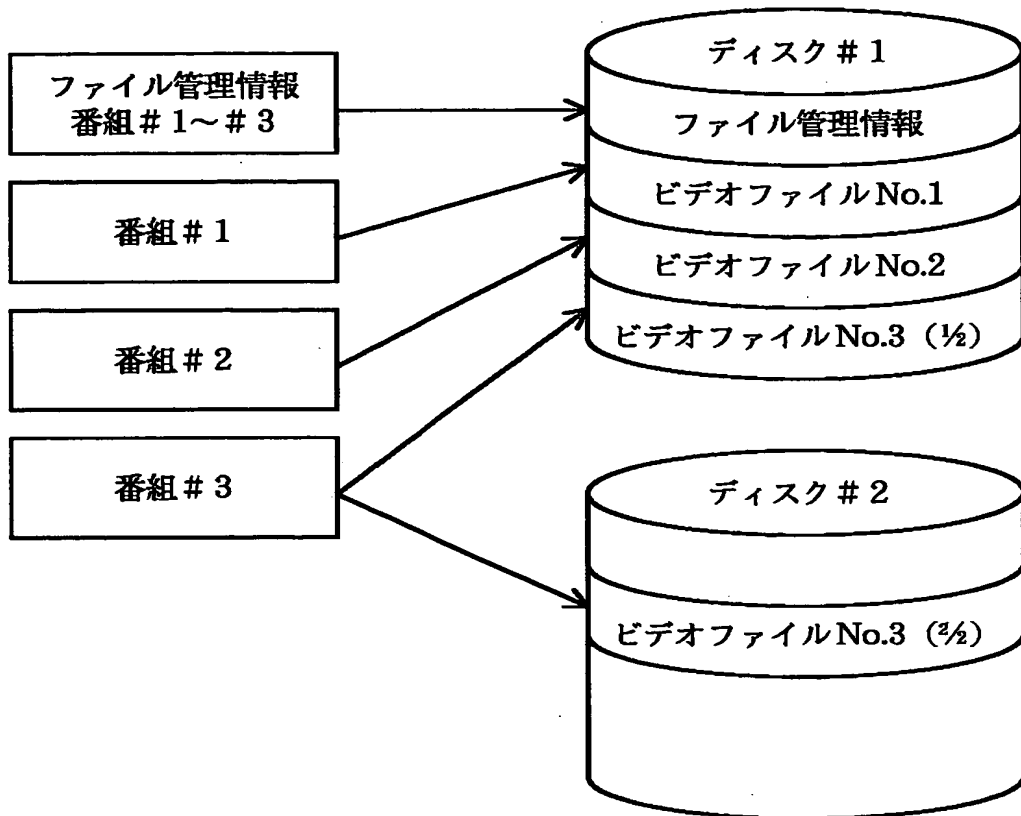 ファイル管理情報
番組＃1～＃3
番組＃1
番組＃2
番組＃3
ディスク＃1
ファイル管理情報
ビデオファイルNo.1
ビデオファイルNo.2
ビデオファイルNo.3（½）
ディスク＃2
ビデオファイルNo.3（²⁄₂）